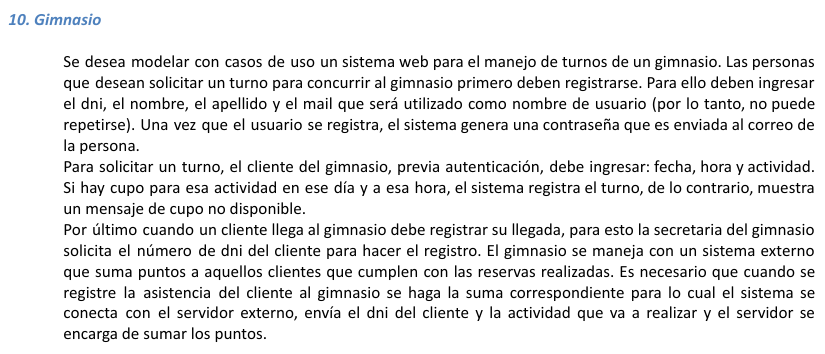 10. Gimnasio
Se desea modelar con casos de uso un sistema web para el manejo de turnos de un gimnasio. Las personas
que desean solicitar un turno para concurrir al gimnasio primero deben registrarse. Para ello deben ingresar
el dni, el nombre, el apellido y el mail que será utilizado como nombre de usuario (por lo tanto, no puede
repetirse). Una vez que el usuario se registra, el sistema genera una contraseña que es enviada al correo de
la persona.
Para solicitar un turno, el cliente del gimnasio, previa autenticación, debe ingresar: fecha, hora y actividad.
Si hay cupo para esa actividad en ese día y a esa hora, el sistema registra el turno, de lo contrario, muestra
un mensaje de cupo no disponible.
Por último cuando un cliente llega al gimnasio debe registrar su llegada, para esto la secretaria del gimnasio
solicita el número de dni del cliente para hacer el registro. El gimnasio se maneja con un sistema externo
que suma puntos a aquellos clientes que cumplen con las reservas realizadas. Es necesario que cuando se
registre la asistencia del cliente al gimnasio se haga la suma correspondiente para lo cual el sistema se
conecta con el servidor externo, envía el dni del cliente y la actividad que va a realizar y el servidor se
encarga de sumar los puntos.